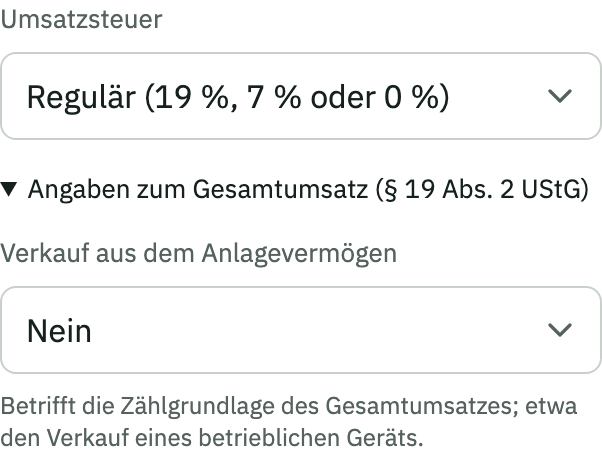 Umsatzsteuer
Regulär (19 %, 7 % oder 0 %)
Angaben zum Gesamtumsatz (§ 19 Abs. 2 UStG)
Verkauf aus dem Anlagevermögen
Nein
Betrifft die Zählgrundlage des Gesamtumsatzes; etwa
den Verkauf eines betrieblichen Geräts.